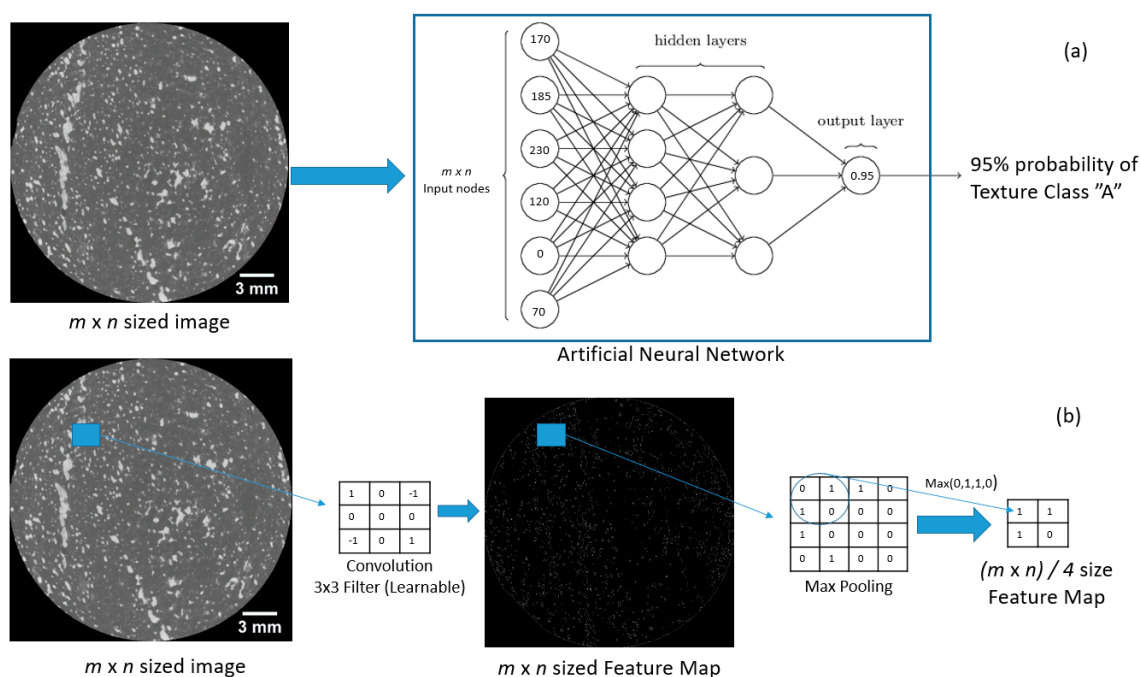 (a)
hidden layers
output layer
170
185
230
120
0
70
m x n
Input nodes
0.95
95% probability of
Texture Class ”A”
3 mm
m x n sized image
Artificial Neural Network
(b)
3 mm
m x n sized image
1 0 -1
0 0 0
-1 0 1
Convolution
3x3 Filter (Learnable)
m x n sized Feature Map
0 1 1 0
1 0 0 0
1 0 0 0
0 1 0 0
Max Pooling
Max(0,1,1,0)
1 1
1 0
(m x n) / 4 size
Feature Map